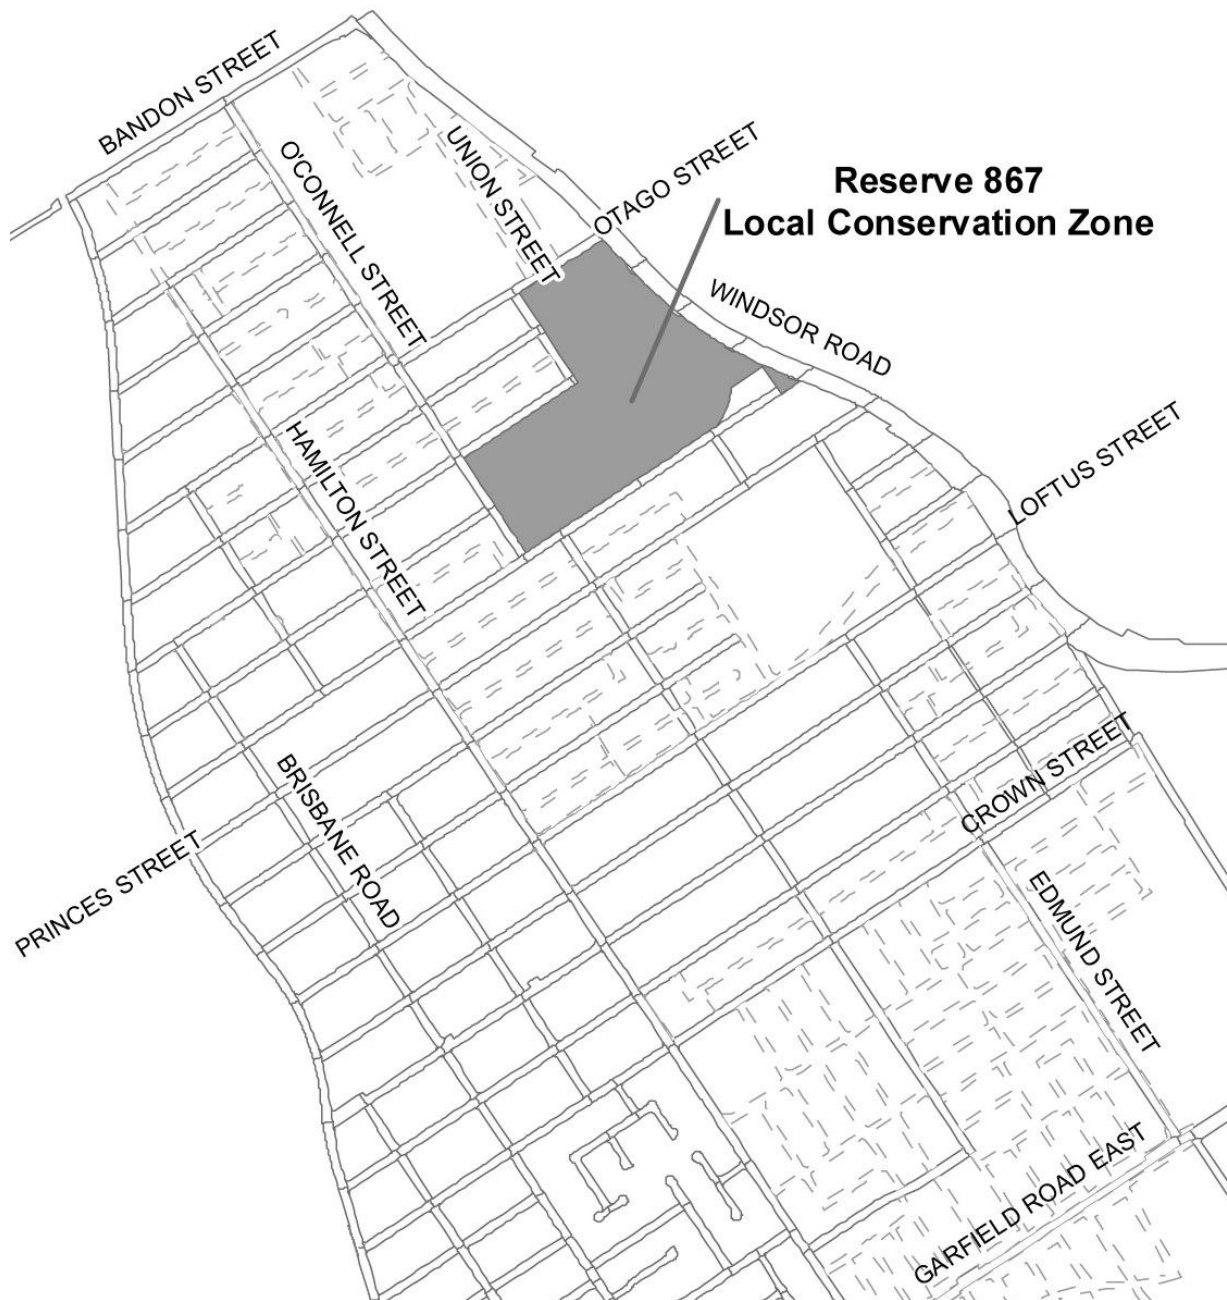 BANDON STREET
O'CONNELL STREET
UNION STREET
OTAGO STREET
Reserve 867
Local Conservation Zone
WINDSOR ROAD
HAMILTON STREET
LOFTUS STREET
BRISBANE ROAD
PRINCES STREET
CROWN STREET
EDMUND STREET
GARFIELD ROAD EAST